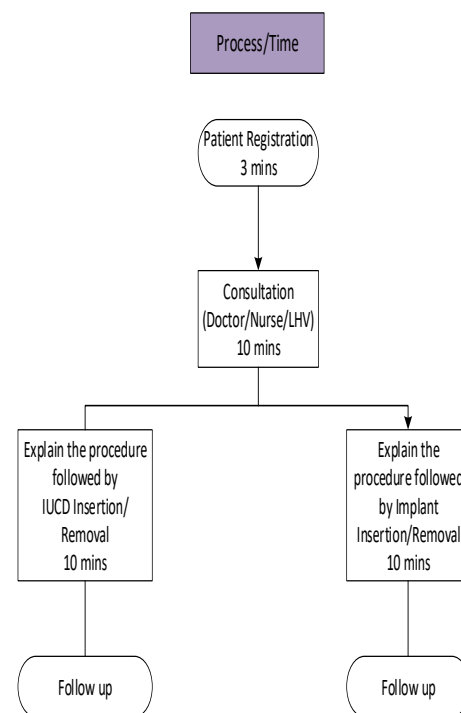 Process/Time
Patient Registration
3 mins
Consultation
(Doctor/Nurse/LHV)
10 mins
Explain the procedure
followed by
IUCD Insertion/
Removal
10 mins
Explain the
procedure followed
by Implant
Insertion/Removal
10 mins
Follow up
Follow up